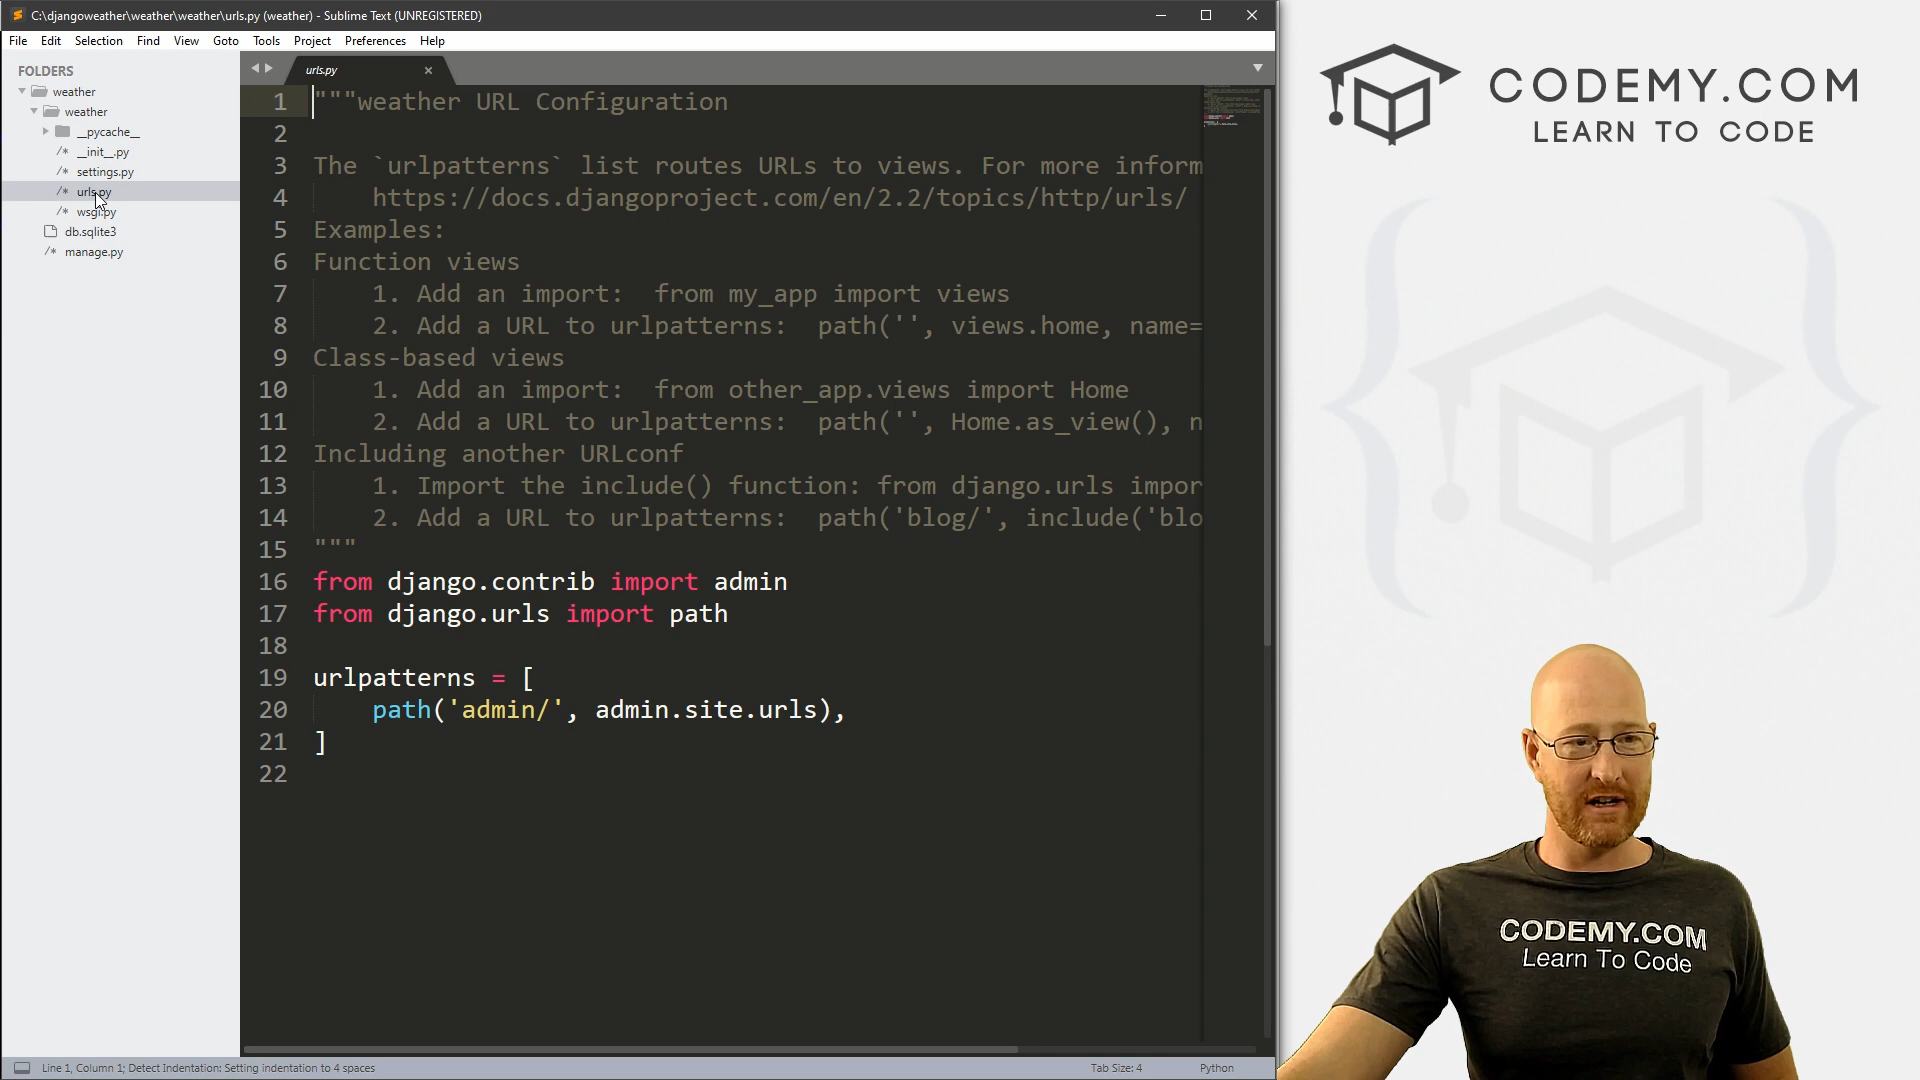 C:\djangoweather\weather\weather\urls.py (weather) - Sublime Text (UNREGISTERED)
File Edit Selection Find View Goto Tools Project Preferences Help
FOLDERS
weather
weather
__pycache__
/* __init__.py
/* settings.py
/* urls.py
/* wsgi.py
db.sqlite3
/* manage.py
urls.py
1 """weather URL Configuration
2
3 The `urlpatterns` list routes URLs to views. For more inform
4     https://docs.djangoproject.com/en/2.2/topics/http/urls/
5 Examples:
6 Function views
7     1. Add an import:  from my_app import views
8     2. Add a URL to urlpatterns:  path('', views.home, name=
9 Class-based views
10     1. Add an import:  from other_app.views import Home
11     2. Add a URL to urlpatterns:  path('', Home.as_view(), n
12 Including another URLconf
13     1. Import the include() function: from django.urls impor
14     2. Add a URL to urlpatterns:  path('blog/', include('blo
15 """
16 from django.contrib import admin
17 from django.urls import path
18
19 urlpatterns = [
20     path('admin/', admin.site.urls),
21 ]
22
Line 1, Column 1; Detect Indentation: Setting indentation to 4 spaces
Tab Size: 4
Python
CODEMY.COM
LEARN TO CODE
CODEMY.COM
Learn To Code